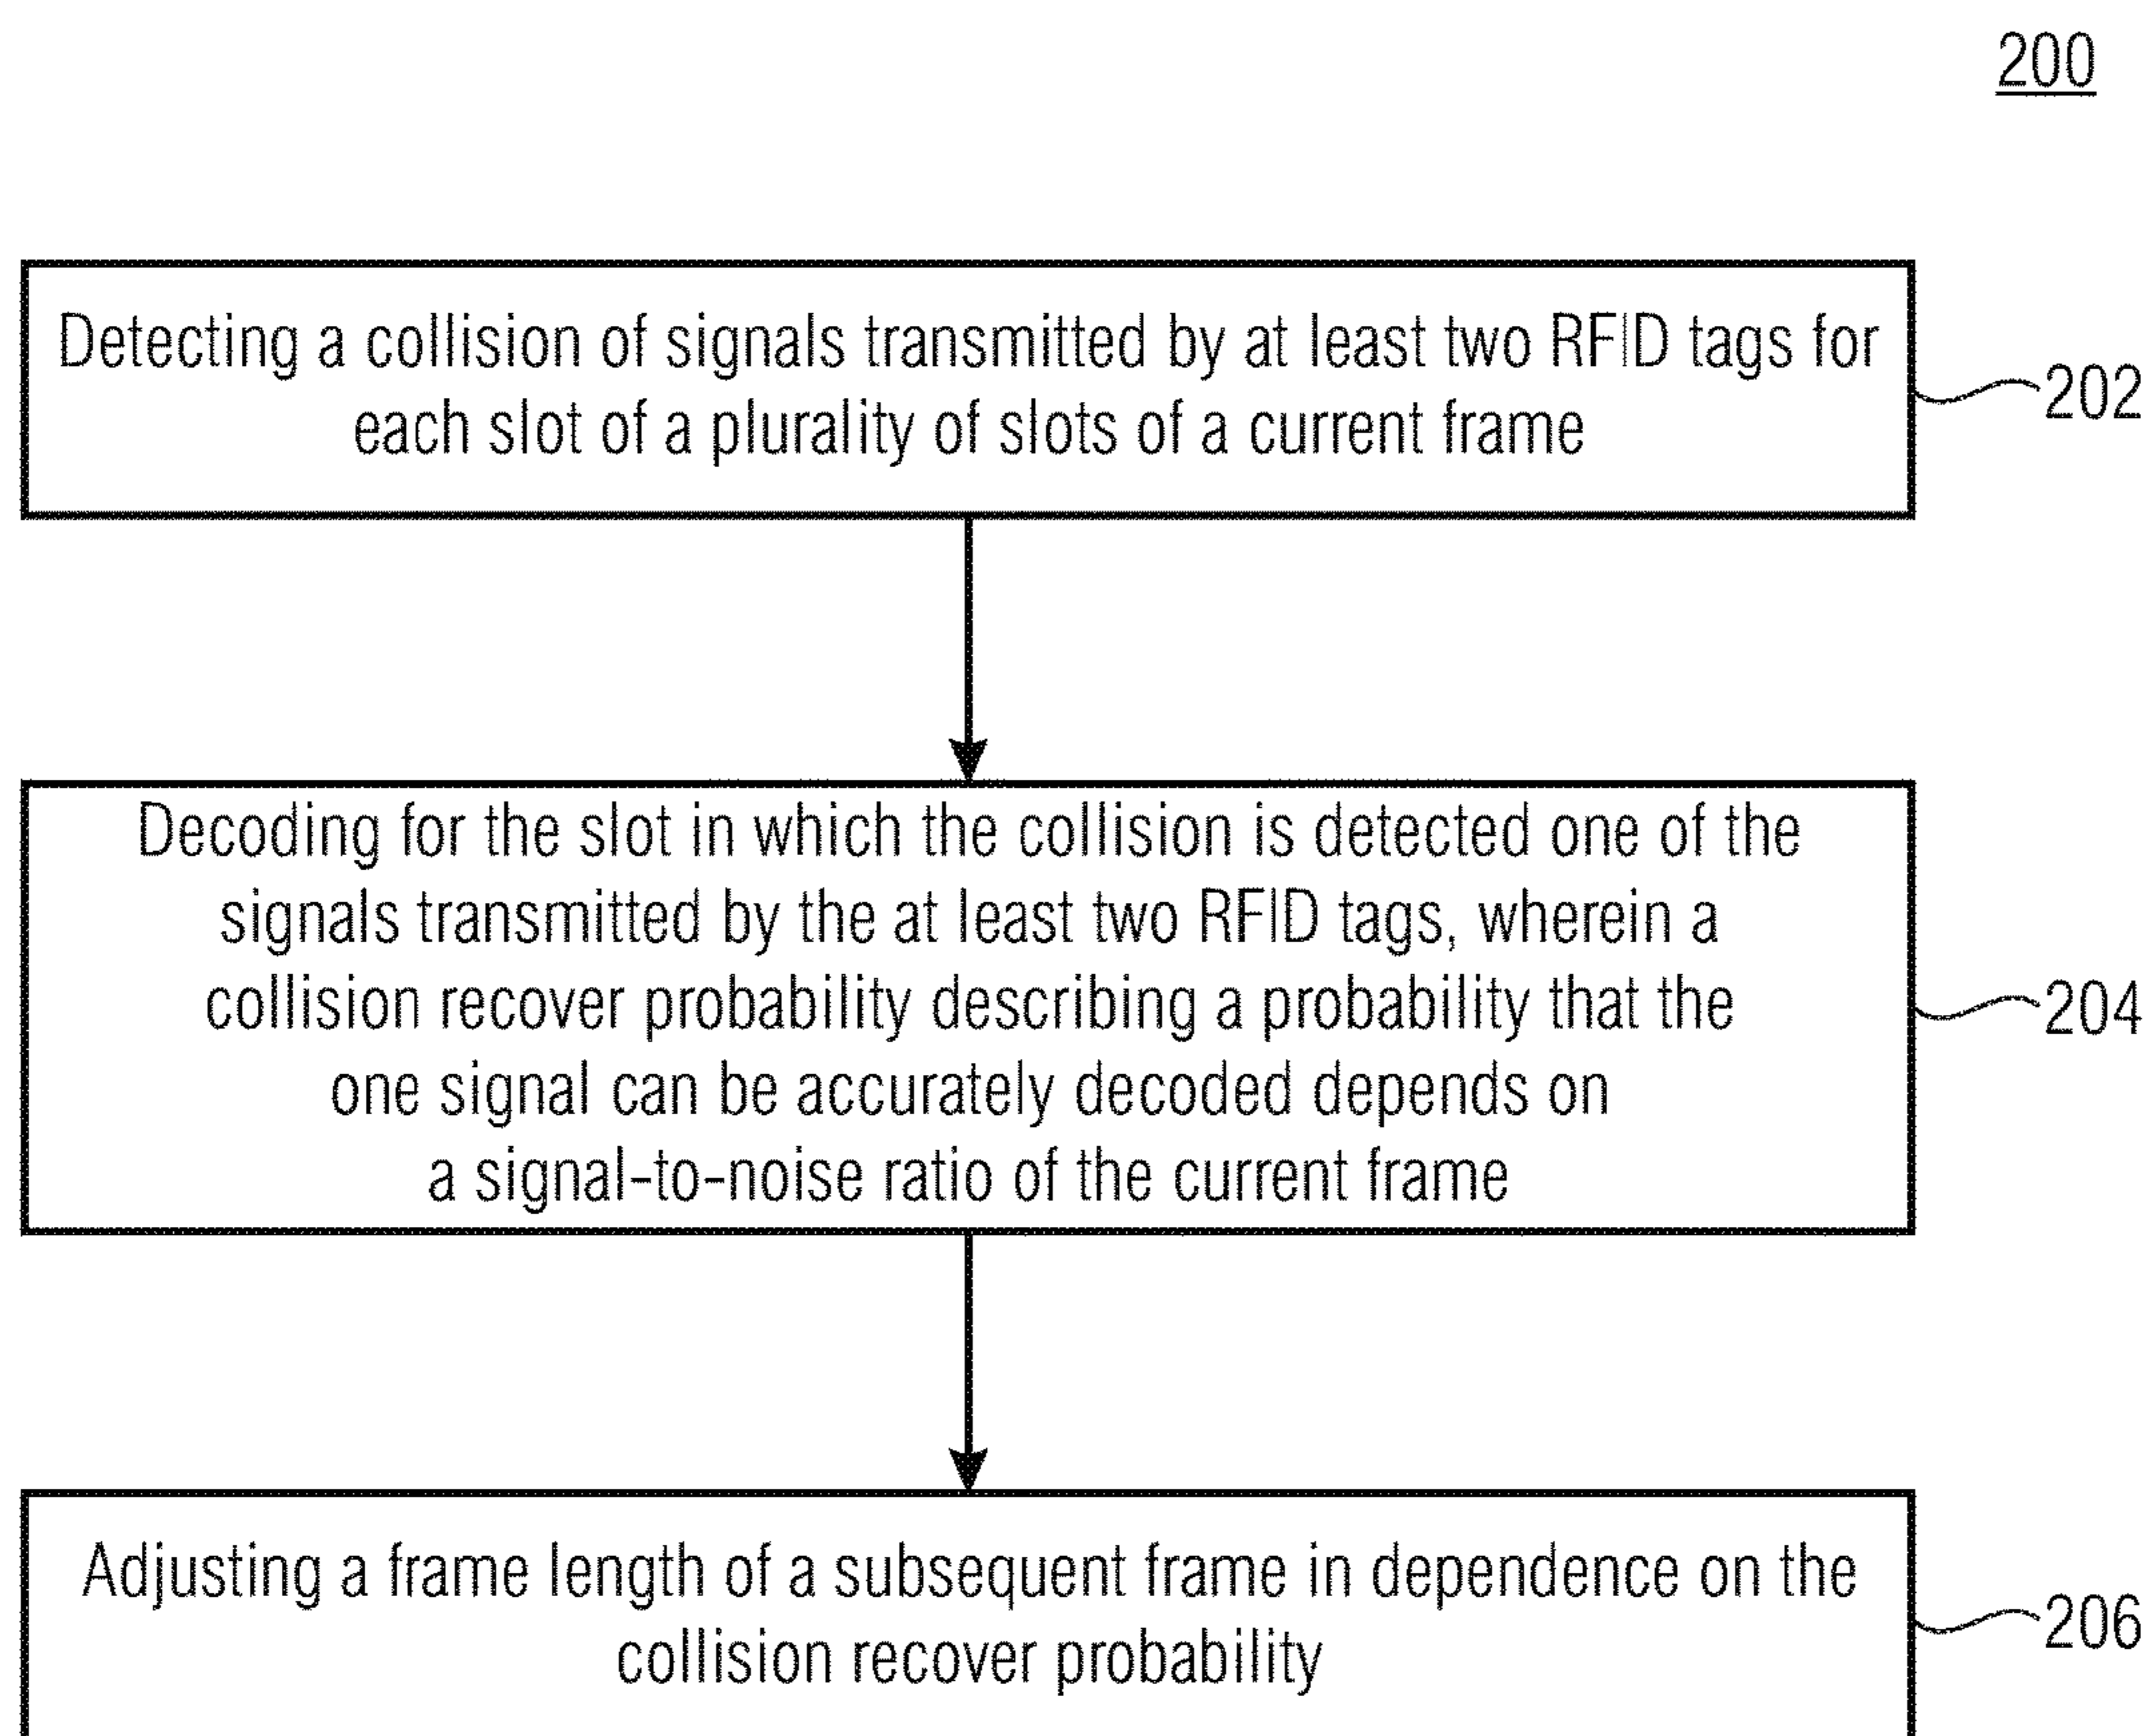 200
Detecting a collision of signals transmitted by at least two RFID tags for
each slot of a plurality of slots of a current frame
202
Decoding for the slot in which the collision is detected one of the
signals transmitted by the at least two RFID tags, wherein a
collision recover probability describing a probability that the
one signal can be accurately decoded depends on
a signal-to-noise ratio of the current frame
204
Adjusting a frame length of a subsequent frame in dependence on the
collision recover probability
206